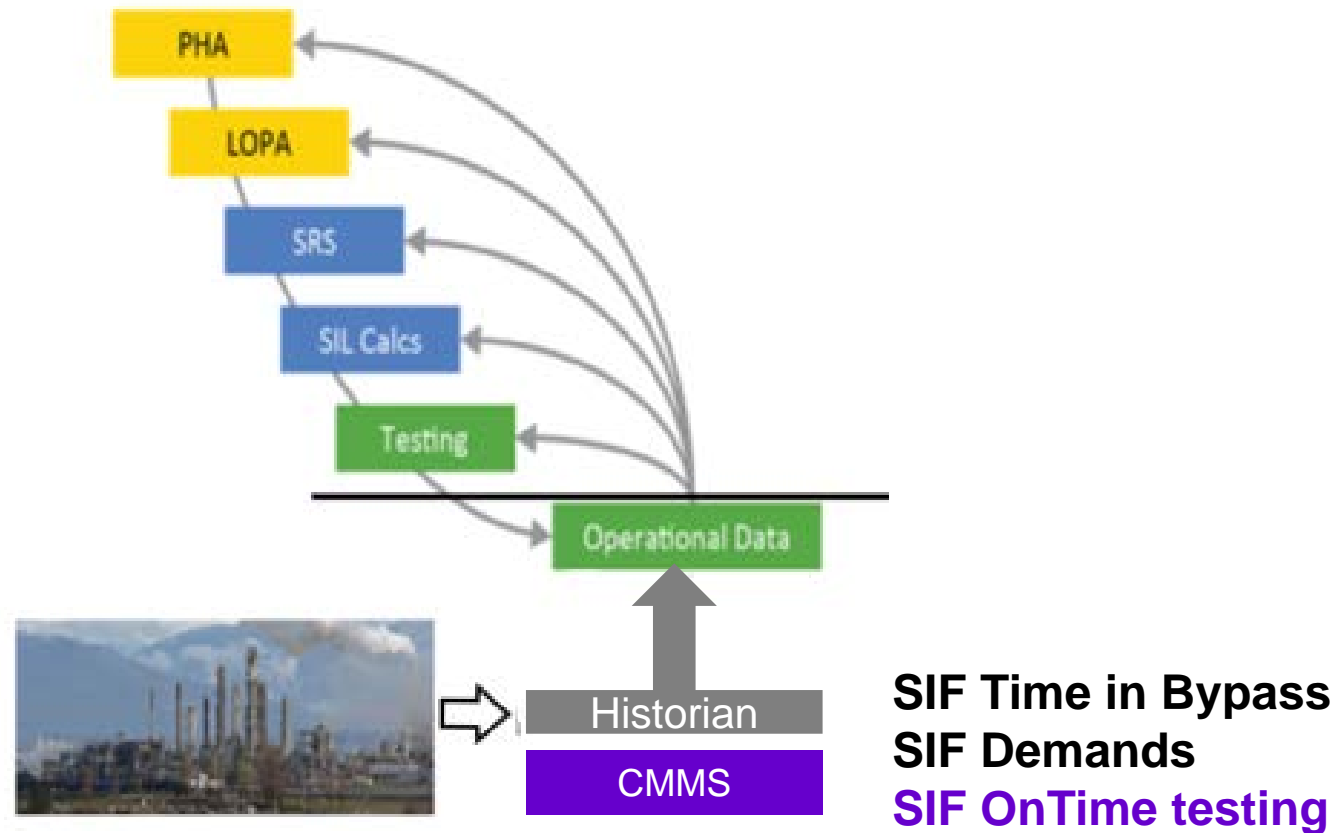 PHA
LOPA
SRS
SIL Calcs
Testing
Operational Data
Historian
CMMS
SIF Time in Bypass
SIF Demands
SIF OnTime testing